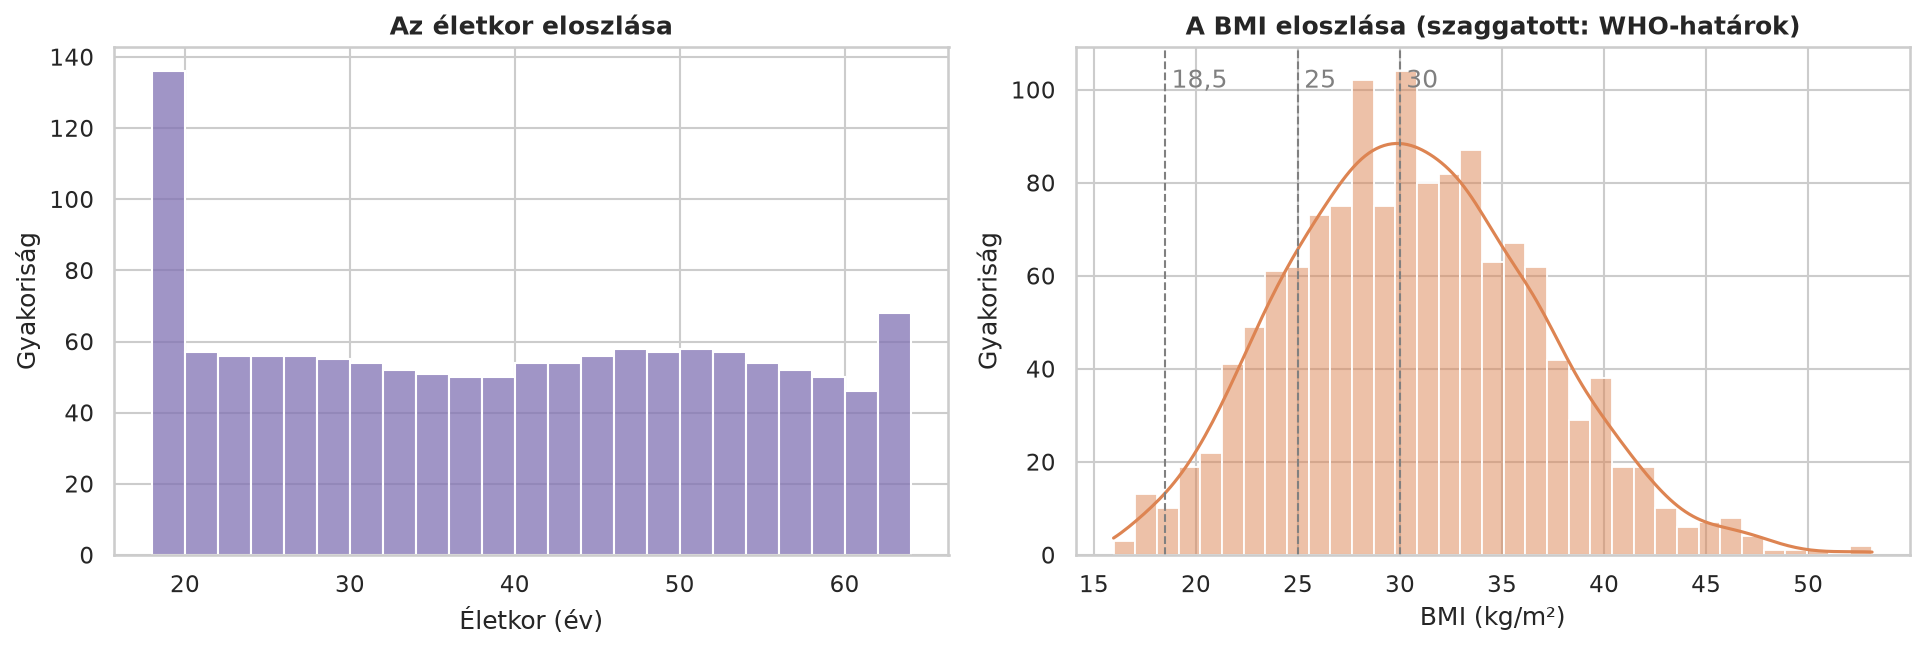 Az életkor eloszlása
140
120
100
80
60
40
20
0
Gyakoriság
20 30 40 50 60
Életkor (év)
A BMI eloszlása (szaggatott: WHO-határok)
18,5 25 30
100
80
60
40
20
0
Gyakoriság
15 20 25 30 35 40 45 50
BMI (kg/m²)